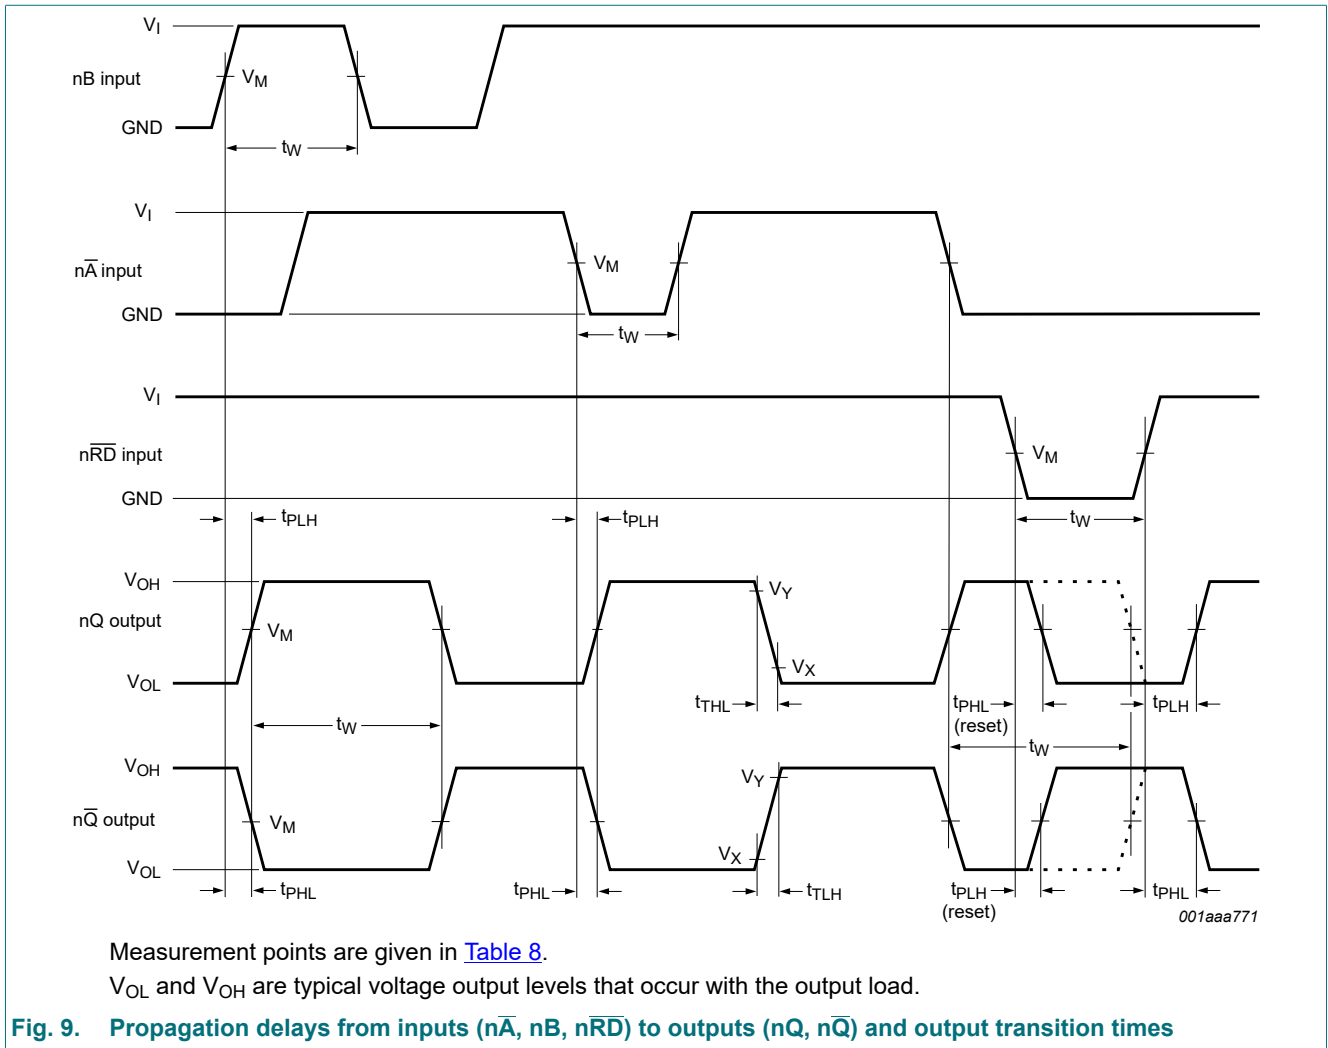 VI
nB input
VM
GND
tW
VI
nA̅ input
VM
GND
tW
VI
nR̅D̅ input
VM
GND
tW
tPLH
tPLH
VOH
nQ output
VM
VY
VX
VOL
tTHL
tPHL
(reset)
tPLH
tW
tW
VOH
nQ̅ output
VM
VY
VX
VOL
tPHL
tPHL
tTLH
tPLH
(reset)
tPHL
001aaa771
Measurement points are given in Table 8.
VOL and VOH are typical voltage output levels that occur with the output load.
Fig. 9. Propagation delays from inputs (nA̅, nB, nR̅D̅) to outputs (nQ, nQ̅) and output transition times